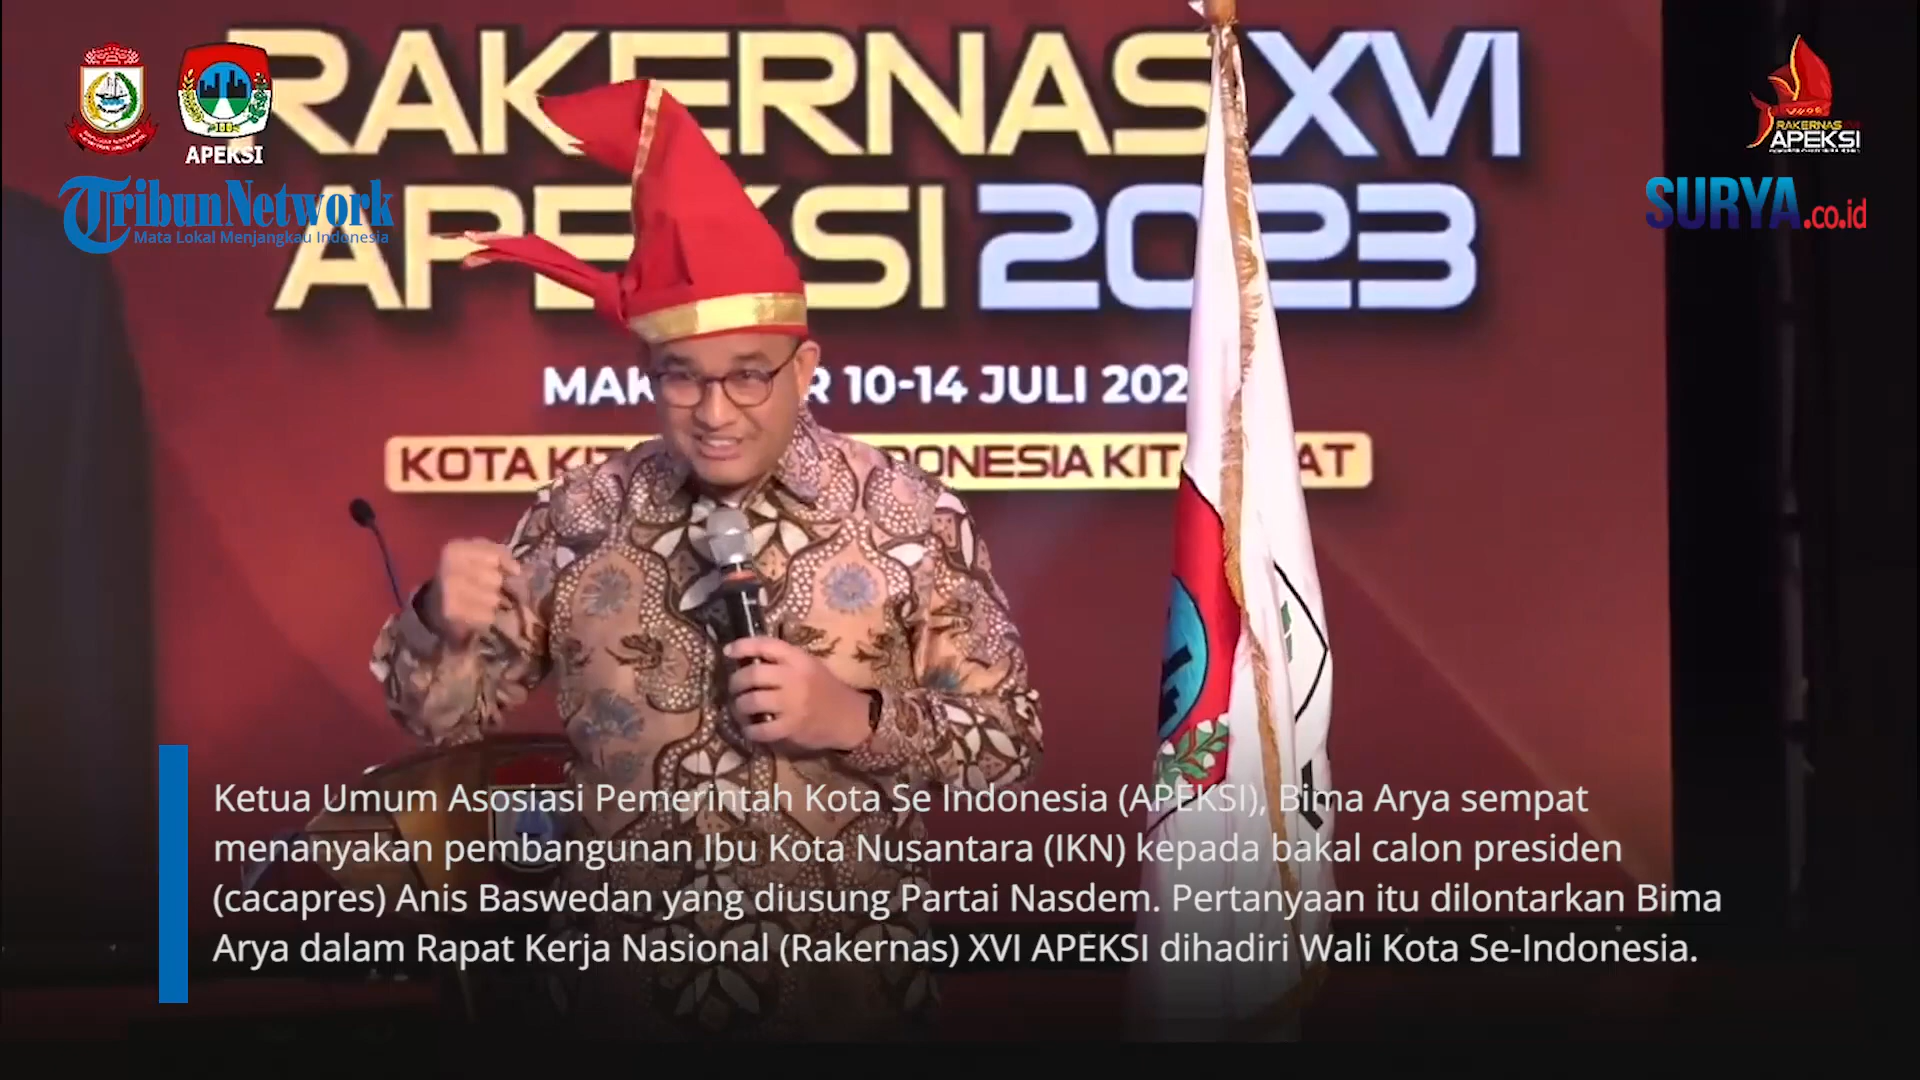 RAKERNAS XVI
APEKSI 2023
APEKSI
TribunNetwork
Mata Lokal Menjangkau Indonesia
RAKERNAS XVI
APEKSI
SURYA.co.id
MAK R 10-14 JULI 202
KOTA KIT ONESIA KIT AT
Ketua Umum Asosiasi Pemerintah Kota Se Indonesia (APEKSI), Bima Arya sempat
menanyakan pembangunan Ibu Kota Nusantara (IKN) kepada bakal calon presiden
(cacapres) Anis Baswedan yang diusung Partai Nasdem. Pertanyaan itu dilontarkan Bima
Arya dalam Rapat Kerja Nasional (Rakernas) XVI APEKSI dihadiri Wali Kota Se-Indonesia.